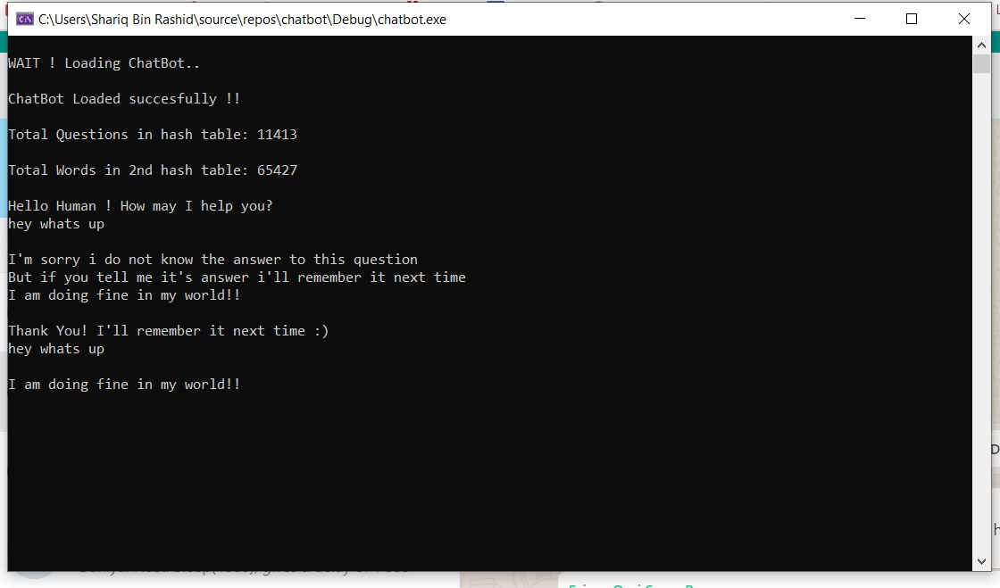 C:\Users\Shariq Bin Rashid\source\repos\chatbot\Debug\chatbot.exe
WAIT ! Loading ChatBot..
ChatBot Loaded succesfully !!
Total Questions in hash table: 11413
Total Words in 2nd hash table: 65427
Hello Human ! How may I help you?
hey whats up
I'm sorry i do not know the answer to this question
But if you tell me it's answer i'll remember it next time
I am doing fine in my world!!
Thank You! I'll remember it next time :)
hey whats up
I am doing fine in my world!!